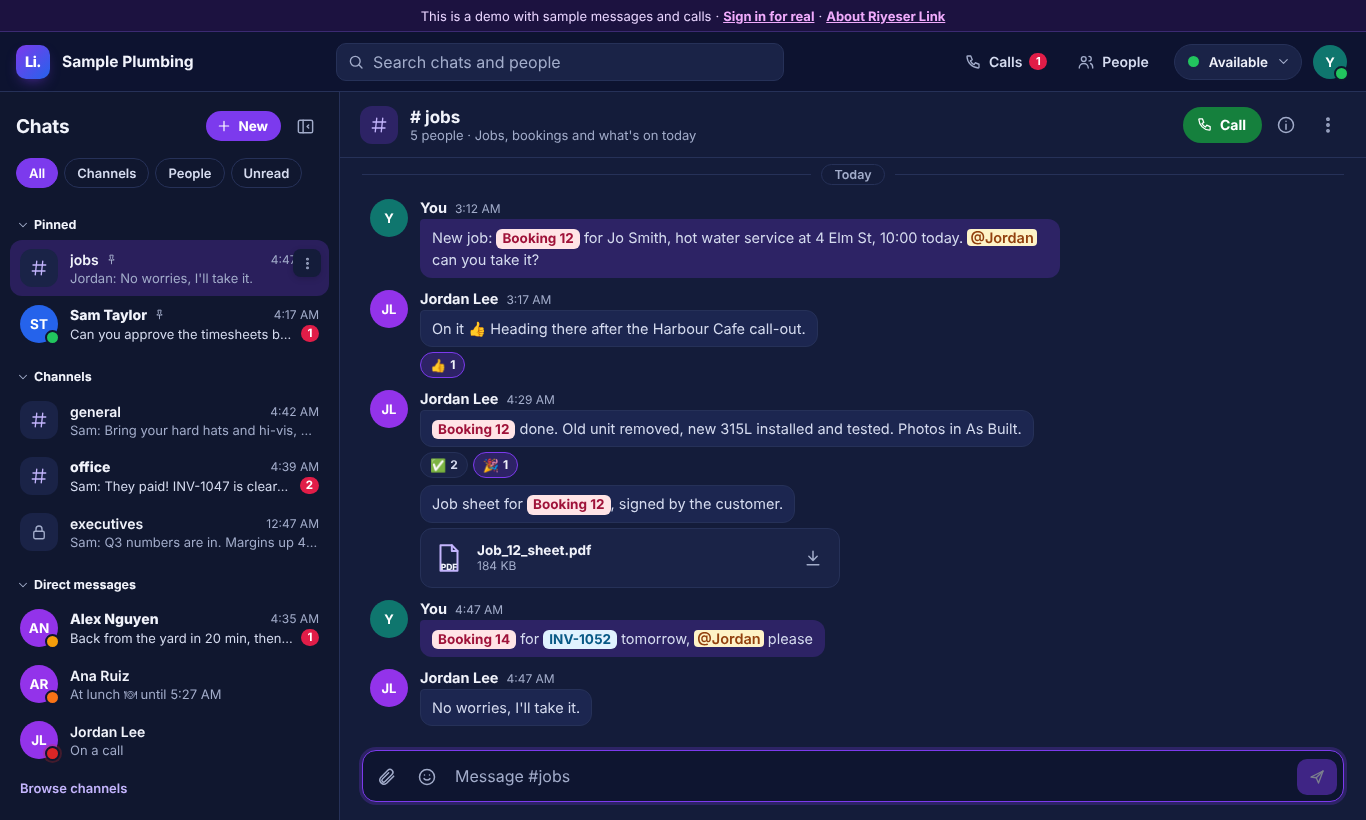 This is a demo with sample messages and calls · Sign in for real · About Riyeser Link
Li.
Sample Plumbing
Search chats and people
Calls 1
People
Available
Y
Chats
+ New
All
Channels
People
Unread
Pinned
jobs 4:47
Jordan: No worries, I'll take it.
ST
Sam Taylor 4:17 AM
Can you approve the timesheets b... 1
Channels
general 4:42 AM
Sam: Bring your hard hats and hi-vis, ...
office 4:39 AM
Sam: They paid! INV-1047 is clear... 2
executives 12:47 AM
Sam: Q3 numbers are in. Margins up 4...
Direct messages
AN
Alex Nguyen 4:35 AM
Back from the yard in 20 min, then... 1
AR
Ana Ruiz
At lunch 🍽 until 5:27 AM
JL
Jordan Lee
On a call
Browse channels
# jobs
5 people · Jobs, bookings and what's on today
Call
Today
Y
You 3:12 AM
New job: Booking 12 for Jo Smith, hot water service at 4 Elm St, 10:00 today. @Jordan
can you take it?
JL
Jordan Lee 3:17 AM
On it 👍 Heading there after the Harbour Cafe call-out.
👍 1
JL
Jordan Lee 4:29 AM
Booking 12 done. Old unit removed, new 315L installed and tested. Photos in As Built.
✅ 2 🎉 1
Job sheet for Booking 12, signed by the customer.
PDF
Job_12_sheet.pdf
184 KB
Y
You 4:47 AM
Booking 14 for INV-1052 tomorrow, @Jordan please
JL
Jordan Lee 4:47 AM
No worries, I'll take it.
Message #jobs